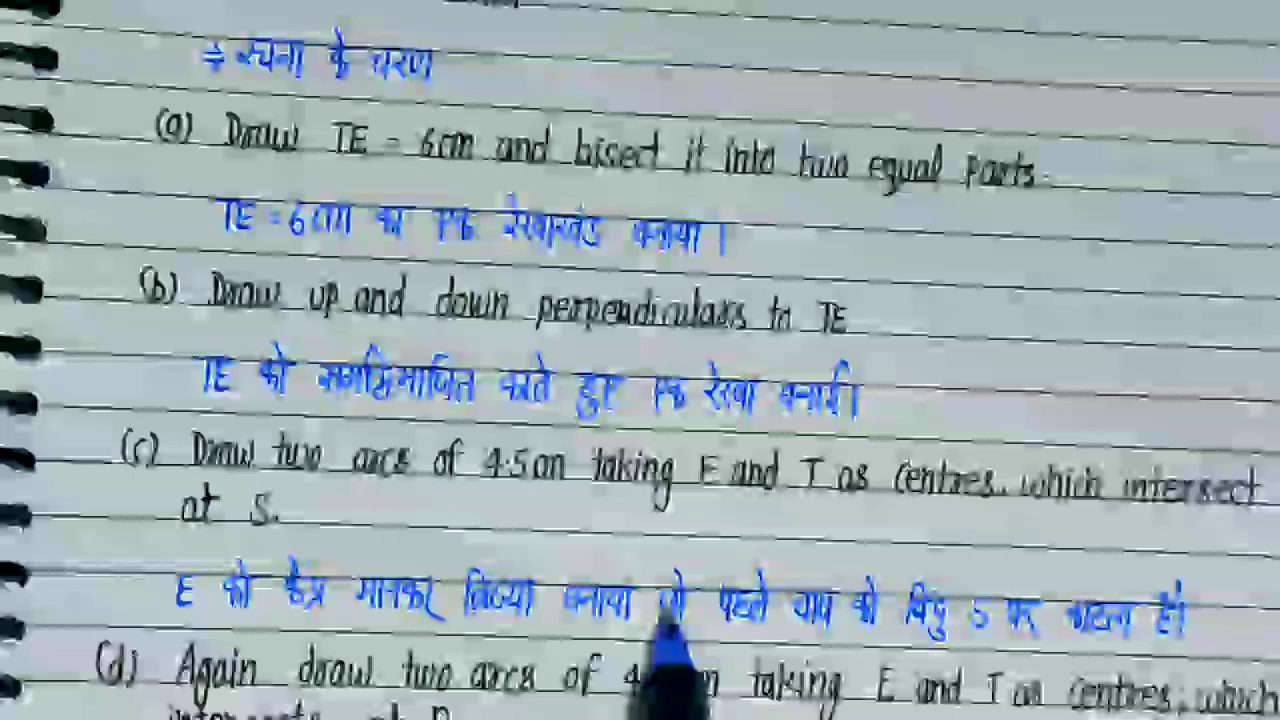 ⇒ रचना के चरण
(a) Draw TE = 6cm and bisect it into two equal parts.
TE = 6cm का एक रेखाखंड बनाया।
(b) Draw up and down perpendiculars to TE
TE को समद्विभाजित करते हुए एक रेखा बनाई।
(c) Draw two arcs of 4.5cm taking E and T as centres, which intersect
at S.
E को केंद्र मानकर त्रिज्या बनाया जो पहले चाप को बिंदु S पर काटता है।
(d) Again draw two arcs of taking E and T as centres, which
at